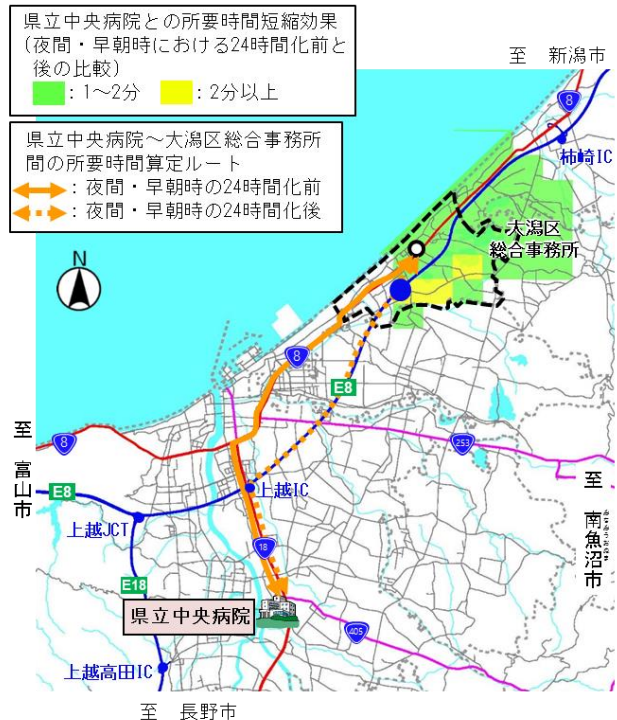 県立中央病院との所要時間短縮効果
(夜間・早朝時における24時間化前と
後の比較)
：1～2分 ：2分以上
県立中央病院～大潟区総合事務所
間の所要時間算定ルート
：夜間・早朝時の24時間化前
：夜間・早朝時の24時間化後
至 新潟市
8
柿崎IC
大潟区
総合事務所
N
8
E8
至 富山市
8
253
E8
上越IC
至 南魚沼市
上越JCT
18
E18
県立中央病院
405
上越高田IC
至 長野市